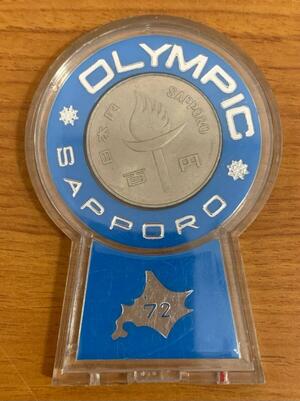 OLYMPIC
日本国
SAPPORO
百円
SAPPORO
72